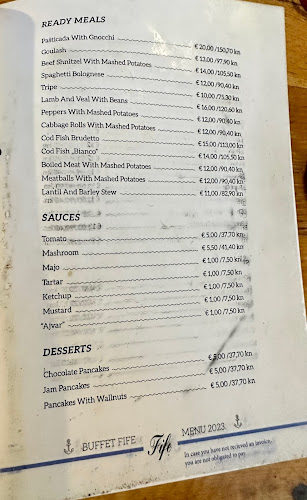 READY MEALS
Pašticada With Gnocchi € 20,00 /150,70 kn
Goulash € 13,00 /97,90 kn
Beef Shnitzel With Mashed Potatoes € 14,00 /105,50 kn
Spaghetti Bolognese € 12,00 /90,40 kn
Tripe € 10,00 /75,30 kn
Lamb And Veal With Beans € 16,00 /120,60 kn
Peppers With Mashed Potatoes € 12,00 /90,40 kn
Cabbage Rolls With Mashed Potatoes € 12,00 /90,40 kn
Cod Fish Brudetto € 15,00 /113,00 kn
Cod Fish „Bianco" € 14,00 /105,50 kn
Boiled Meat With Mashed Potatoes € 12,00 /90,40 kn
Meatballs With Mashed Potatoes € 12,00 /90,40 kn
Lantil And Barley Stew € 11,00 /82,90 kn
SAUCES
Tomato € 5,00 /37,70 kn
Mashroom € 5,50 /41,40 kn
Majo € 1,00 /7,50 kn
Tartar € 1,00 /7,50 kn
Ketchup € 1,00 /7,50 kn
Mustard € 1,00 /7,50 kn
"Ajvar" € 1,00 /7,50 kn
DESSERTS
Chocolate Pancakes € 5,00 /37,70 kn
Jam Pancakes € 5,00 /37,70 kn
Pancakes With Wallnuts € 5,00 /37,70 kn
BUFFET FIFE Fife MENU 2023.
In case you have not recieved an invoice,
you are not obligated to pay